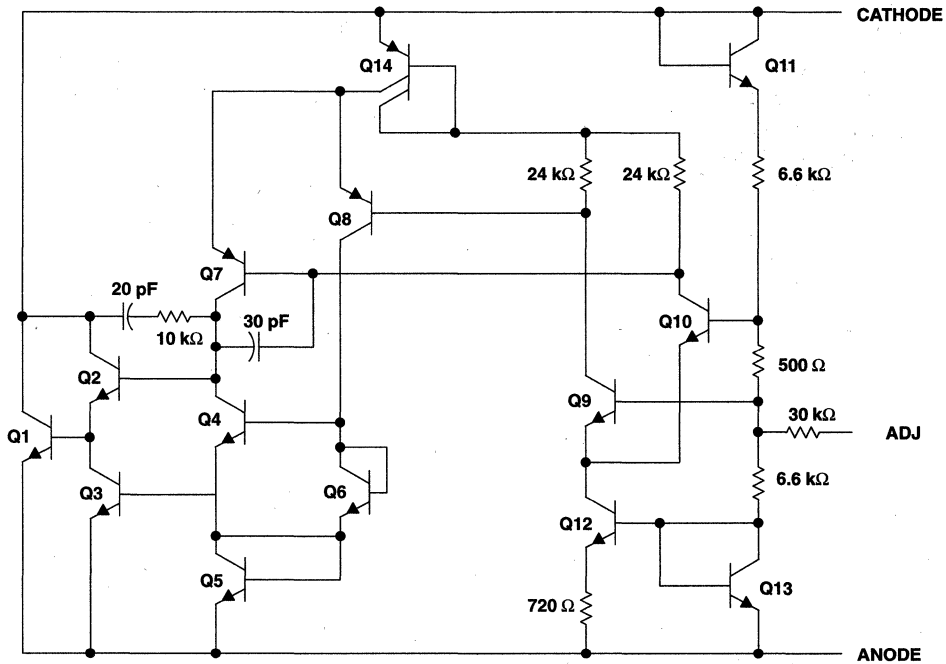 CATHODE
Q14
Q11
24 kΩ
24 kΩ
6.6 kΩ
Q8
Q7
20 pF
30 pF
10 kΩ
Q10
500 Ω
Q2
Q9
30 kΩ
Q4
Q1
ADJ
Q3
Q6
6.6 kΩ
Q12
Q5
Q13
720 Ω
ANODE